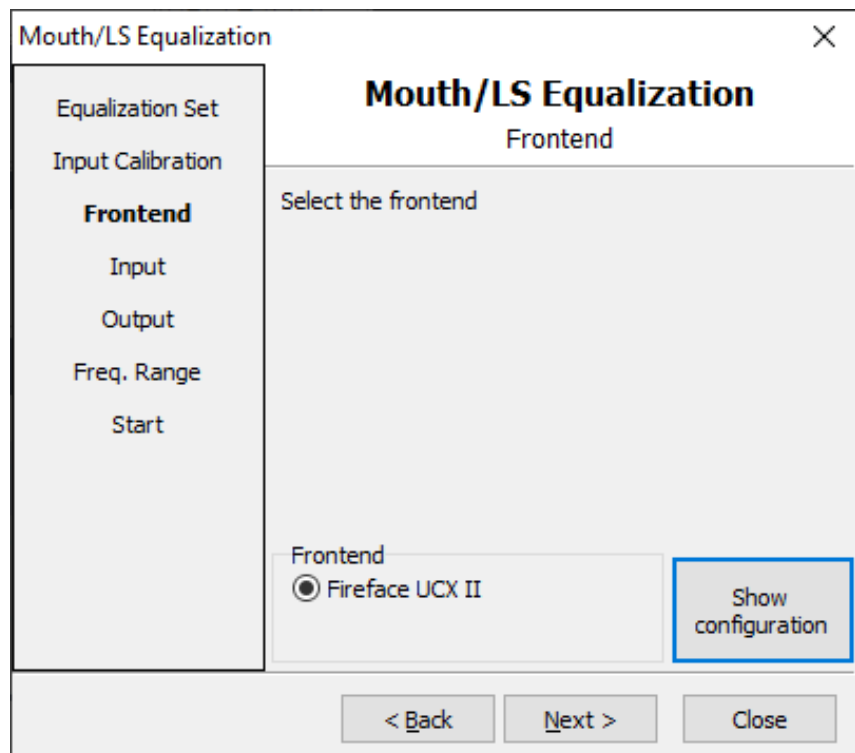 Mouth/LS Equalization
Equalization Set
Input Calibration
Frontend
Input
Output
Freq. Range
Start
Mouth/LS Equalization
Frontend
Select the frontend
Frontend
Fireface UCX II
Show
configuration
< Back
Next >
Close